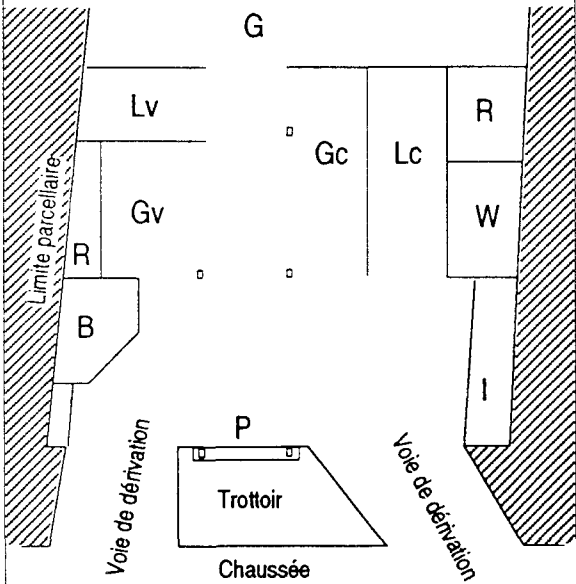 G
Lv
R
Gc
Lc
Limite parcellaire
Gv
W
R
B
I
P
Voie de dérivation
Voie de dérivation
Trottoir
Chaussée